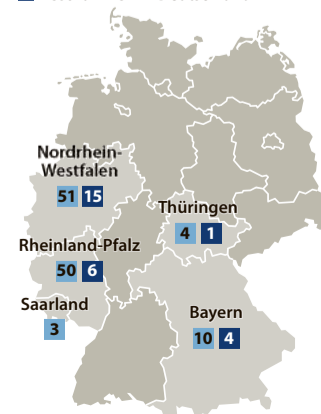 Nordrhein-
Westfalen
51 15
Thüringen
4 1
Rheinland-Pfalz
50 6
Saarland
3
Bayern
10 4